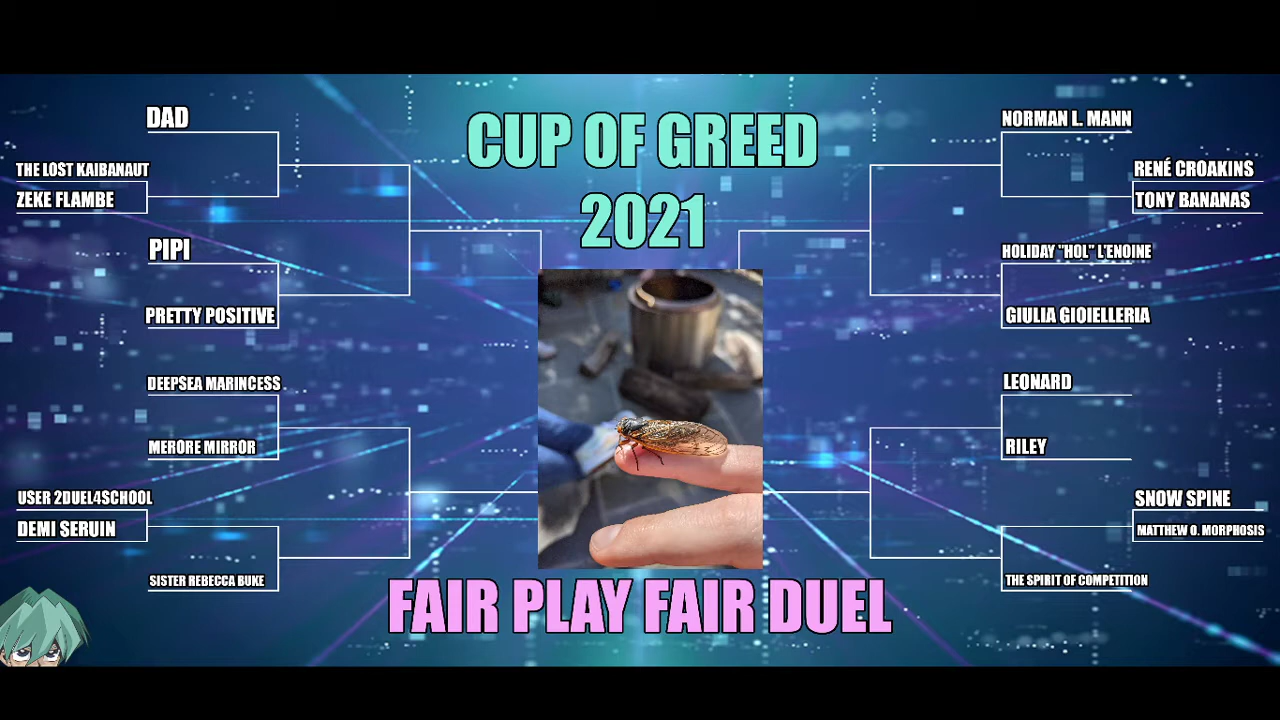 CUP OF GREED
2021
DAD
THE LOST KAIBANAUT
ZEKE FLAMBE
PIPI
PRETTY POSITIVE
DEEPSEA MARINCESS
MERORE MIRROR
USER 2DUEL4SCHOOL
DEMI SERUIN
SISTER REBECCA BUKE
NORMAN L. MANN
RENÉ CROAKINS
TONY BANANAS
HOLIDAY "HOL" L'ENOINE
GIULIA GIOIELLERIA
LEONARD
RILEY
SNOW SPINE
MATTHEW O. MORPHOSIS
THE SPIRIT OF COMPETITION
FAIR PLAY FAIR DUEL